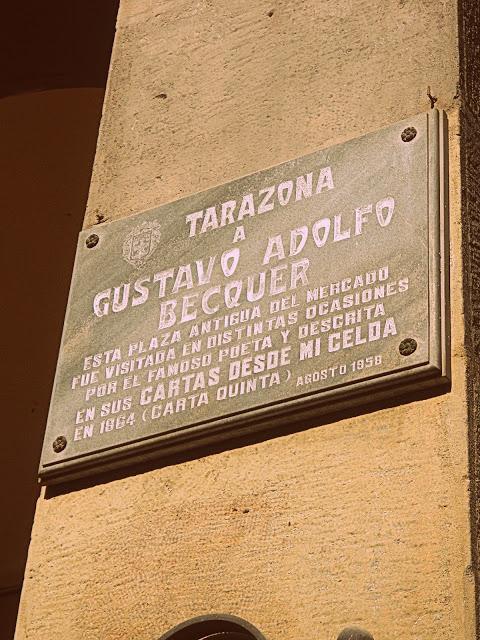 TARAZONA
A
GUSTAVO ADOLFO
BECQUER
ESTA PLAZA ANTIGUA DEL MERCADO
FUE VISITADA EN DISTINTAS OCASIONES
POR EL FAMOSO POETA Y DESCRITA
EN SUS CARTAS DESDE MI CELDA
EN 1864 (CARTA QUINTA) AGOSTO 1958